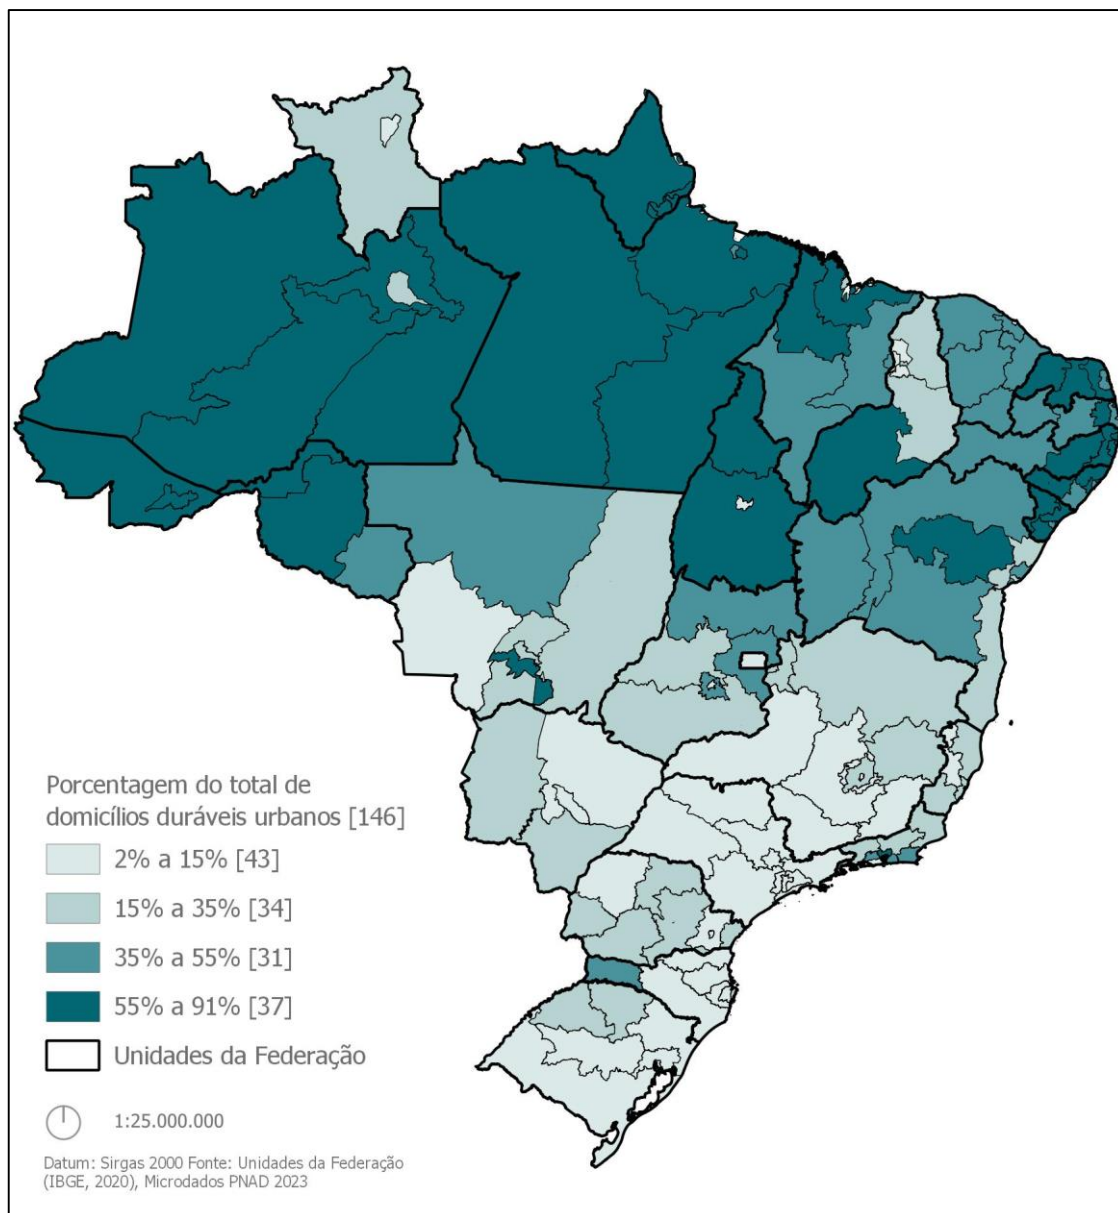 Porcentagem do total de
domicílios duráveis urbanos [146]
2% a 15% [43]
15% a 35% [34]
35% a 55% [31]
55% a 91% [37]
Unidades da Federação
1:25.000.000
Datum: Sirgas 2000 Fonte: Unidades da Federação
(IBGE, 2020), Microdados PNAD 2023